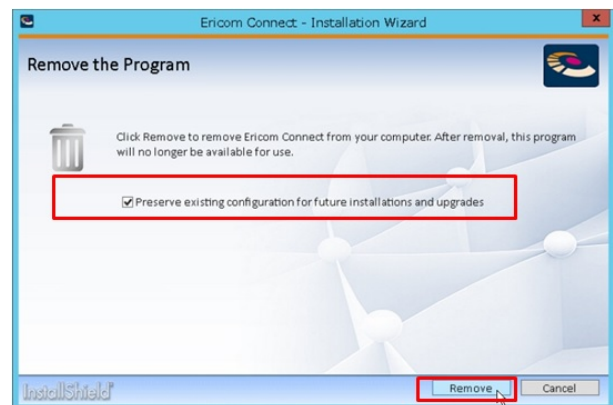 Ericom Connect - Installation Wizard
x
Remove the Program
Click Remove to remove Ericom Connect from your computer. After removal, this program
will no longer be available for use.
Preserve existing configuration for future installations and upgrades
InstallShield
Remove
Cancel